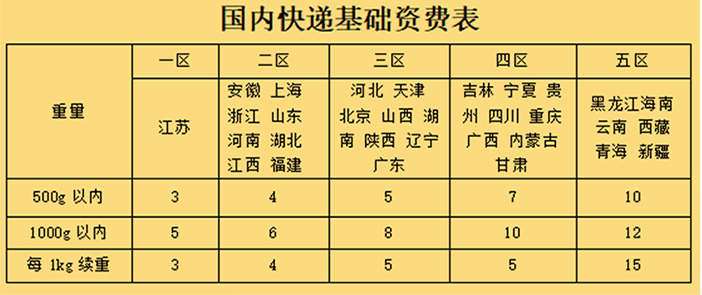 国内快递基础资费表
重量 一区 二区 三区 四区 五区
江苏
安徽 上海
浙江 山东
河南 湖北
江西 福建
河北 天津
北京 山西 湖
南 陕西 辽宁
广东
吉林 宁夏 贵
州 四川 重庆
广西 内蒙古
甘肃
黑龙江海南
云南 西藏
青海 新疆
500g 以内 3 4 5 7 10
1000g 以内 5 6 8 10 12
每 1kg 续重 3 4 5 5 15